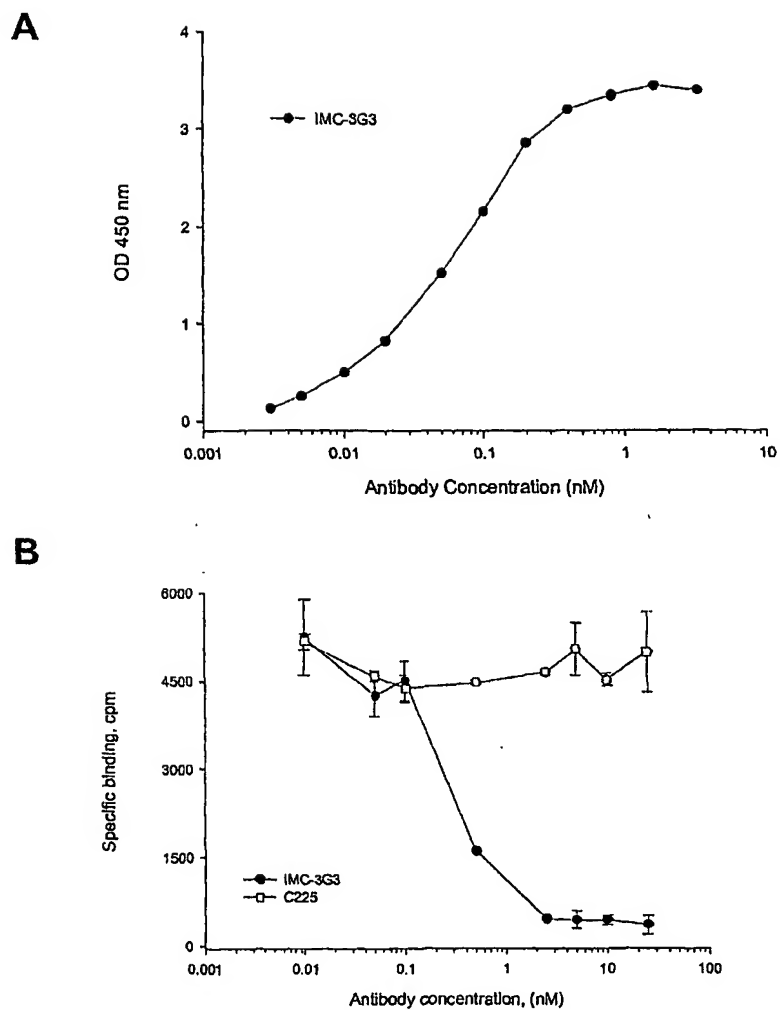 A
4
3
2
1
0
IMC-3G3
OD 450 nm
0.001 0.01 0.1 1 10
Antibody Concentration (nM)
B
6000
4500
3000
1500
0
Specific binding, cpm
IMC-3G3
C225
0.001 0.01 0.1 1 10 100
Antibody concentration, (nM)